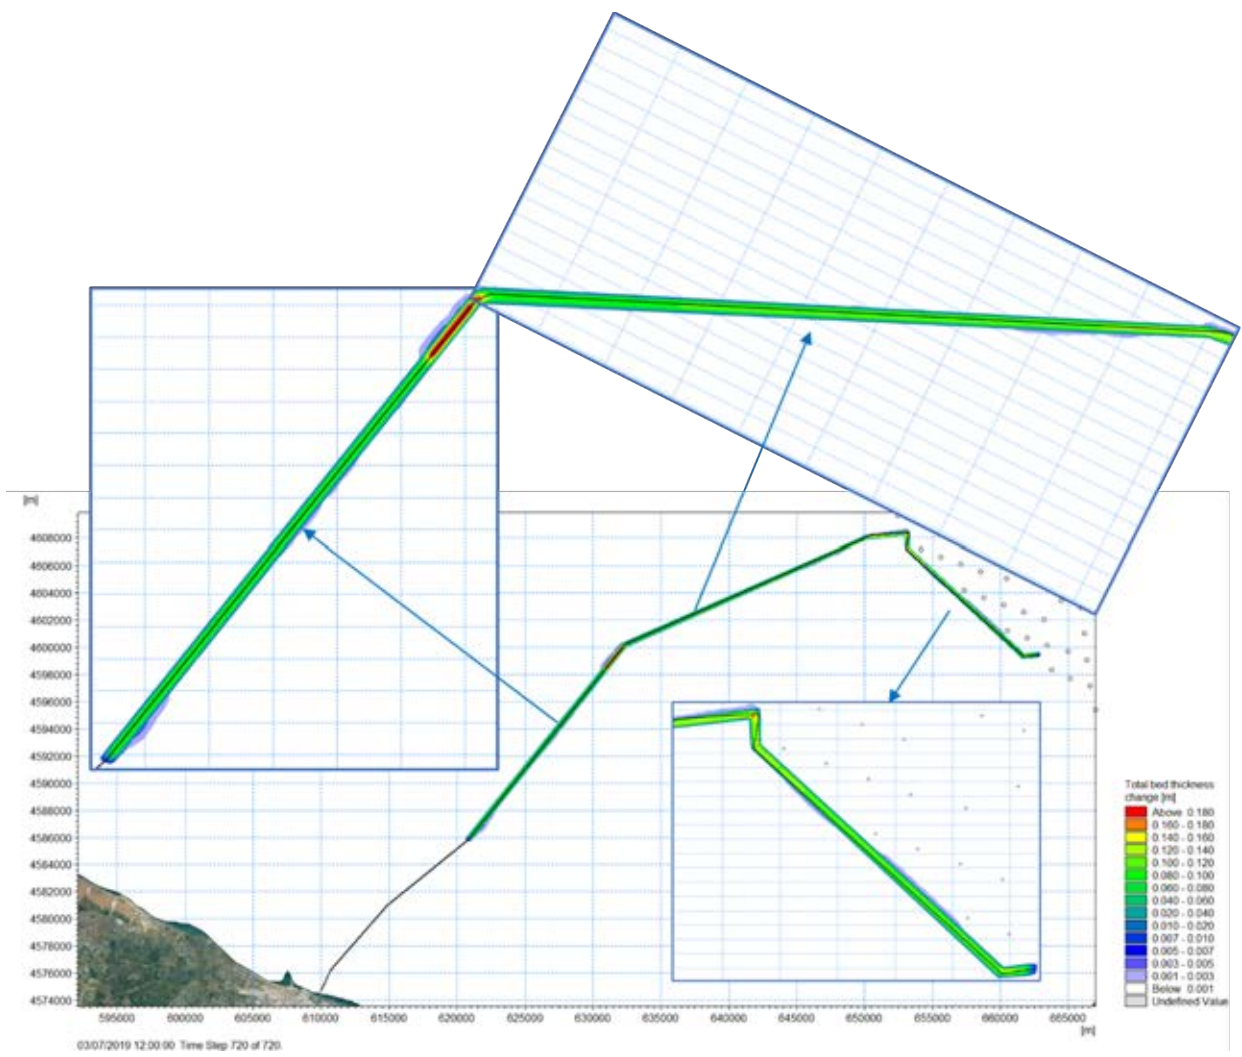 [m]
4608000
4606000
4604000
4602000
4600000
4598000
4596000
4594000
4592000
4590000
4588000
4586000
4584000
4582000
4580000
4578000
4576000
4574000
595000 600000 605000 610000 615000 620000 625000 630000 635000 640000 645000 650000 655000 660000 665000
[m]
Total bed thickness
change [m]
Above 0.180
0.160 - 0.180
0.140 - 0.160
0.120 - 0.140
0.100 - 0.120
0.080 - 0.100
0.060 - 0.080
0.040 - 0.060
0.020 - 0.040
0.010 - 0.020
0.007 - 0.010
0.005 - 0.007
0.003 - 0.005
0.001 - 0.003
Below 0.001
Undefined Value
03/07/2019 12:00:00 Time Step 720 of 720.